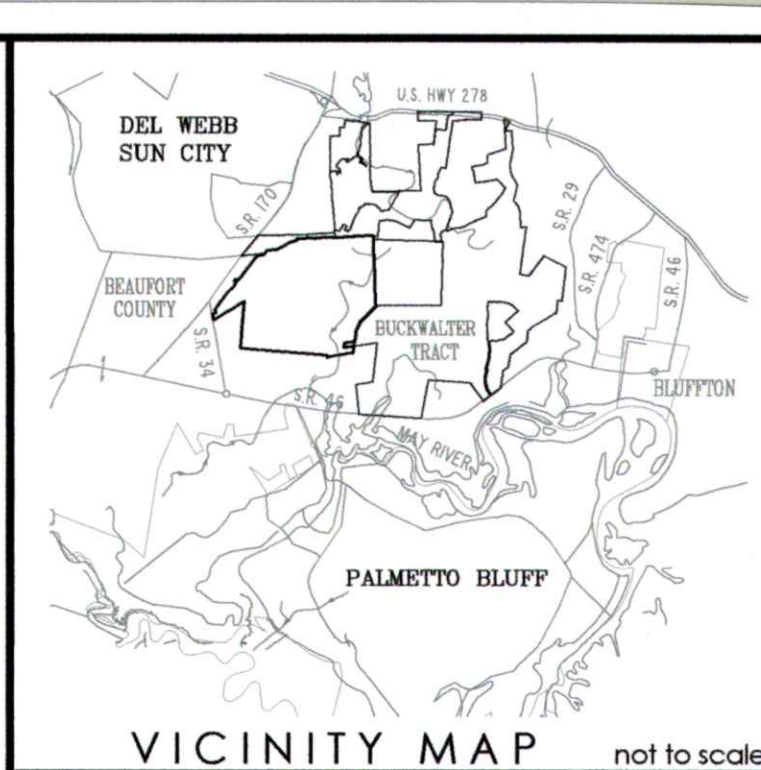 U.S. HWY 278
DEL WEBB
SUN CITY
S.R. 170
S.R. 29
S.R. 474
S.R. 46
BEAUFORT
COUNTY
S.R. 34
BUCKWALTER
TRACT
BLUFFTON
S.R. 46
MAY RIVER
PALMETTO BLUFF
VICINITY MAP
not to scale